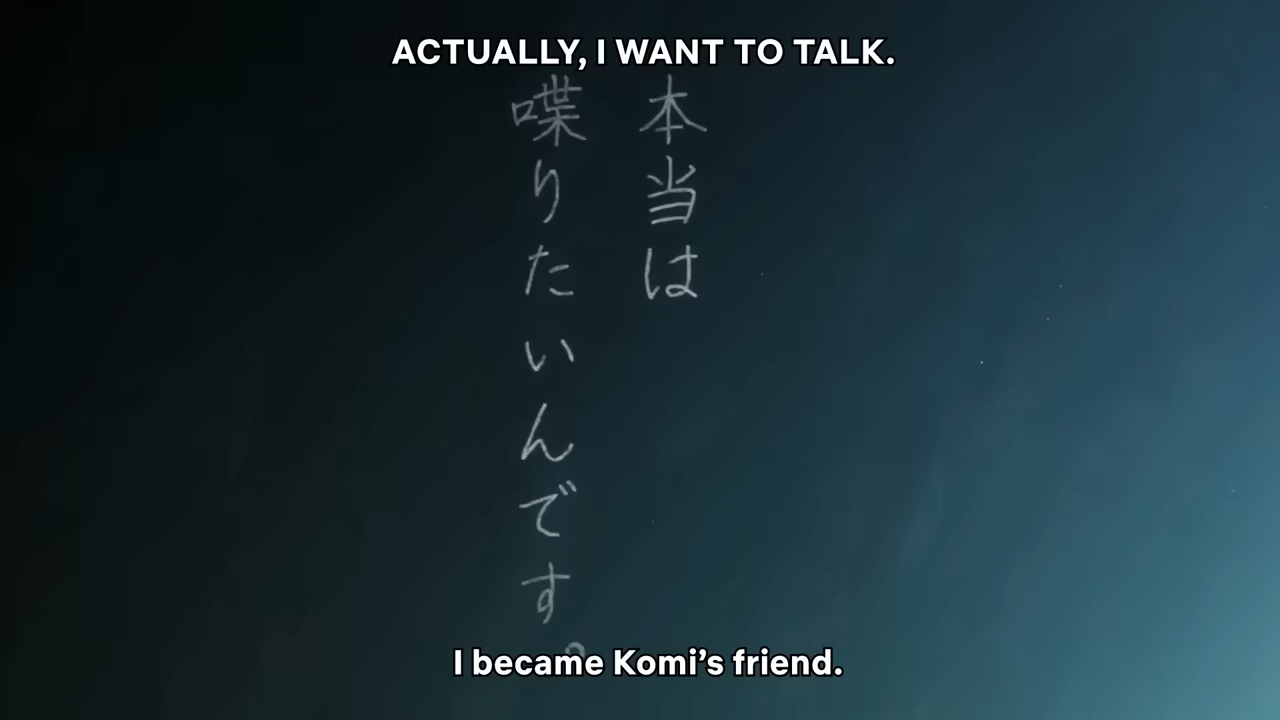 ACTUALLY, I WANT TO TALK.
本当は
喋りたいんです。
I became Komi’s friend.